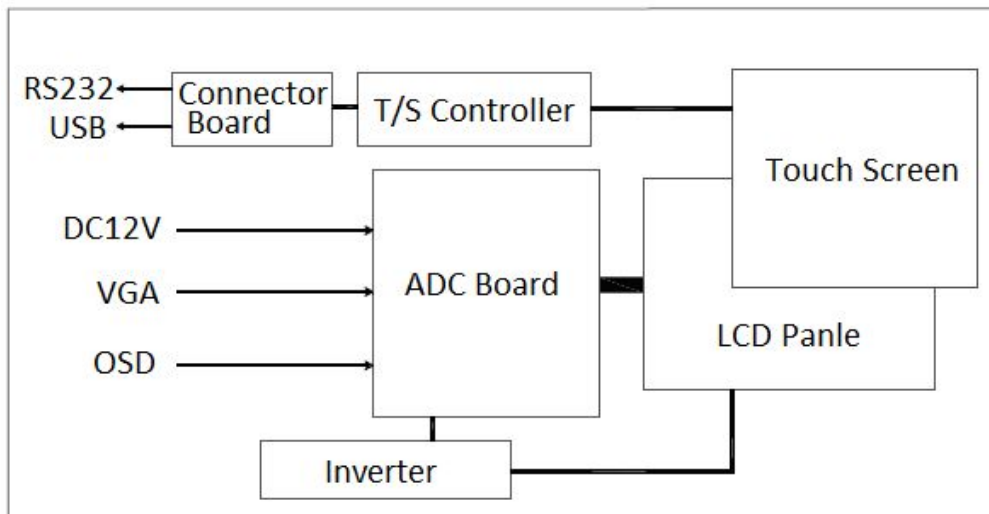 RS232
USB
Connector
Board
T/S Controller
Touch Screen
DC12V
VGA
OSD
ADC Board
LCD Panle
Inverter